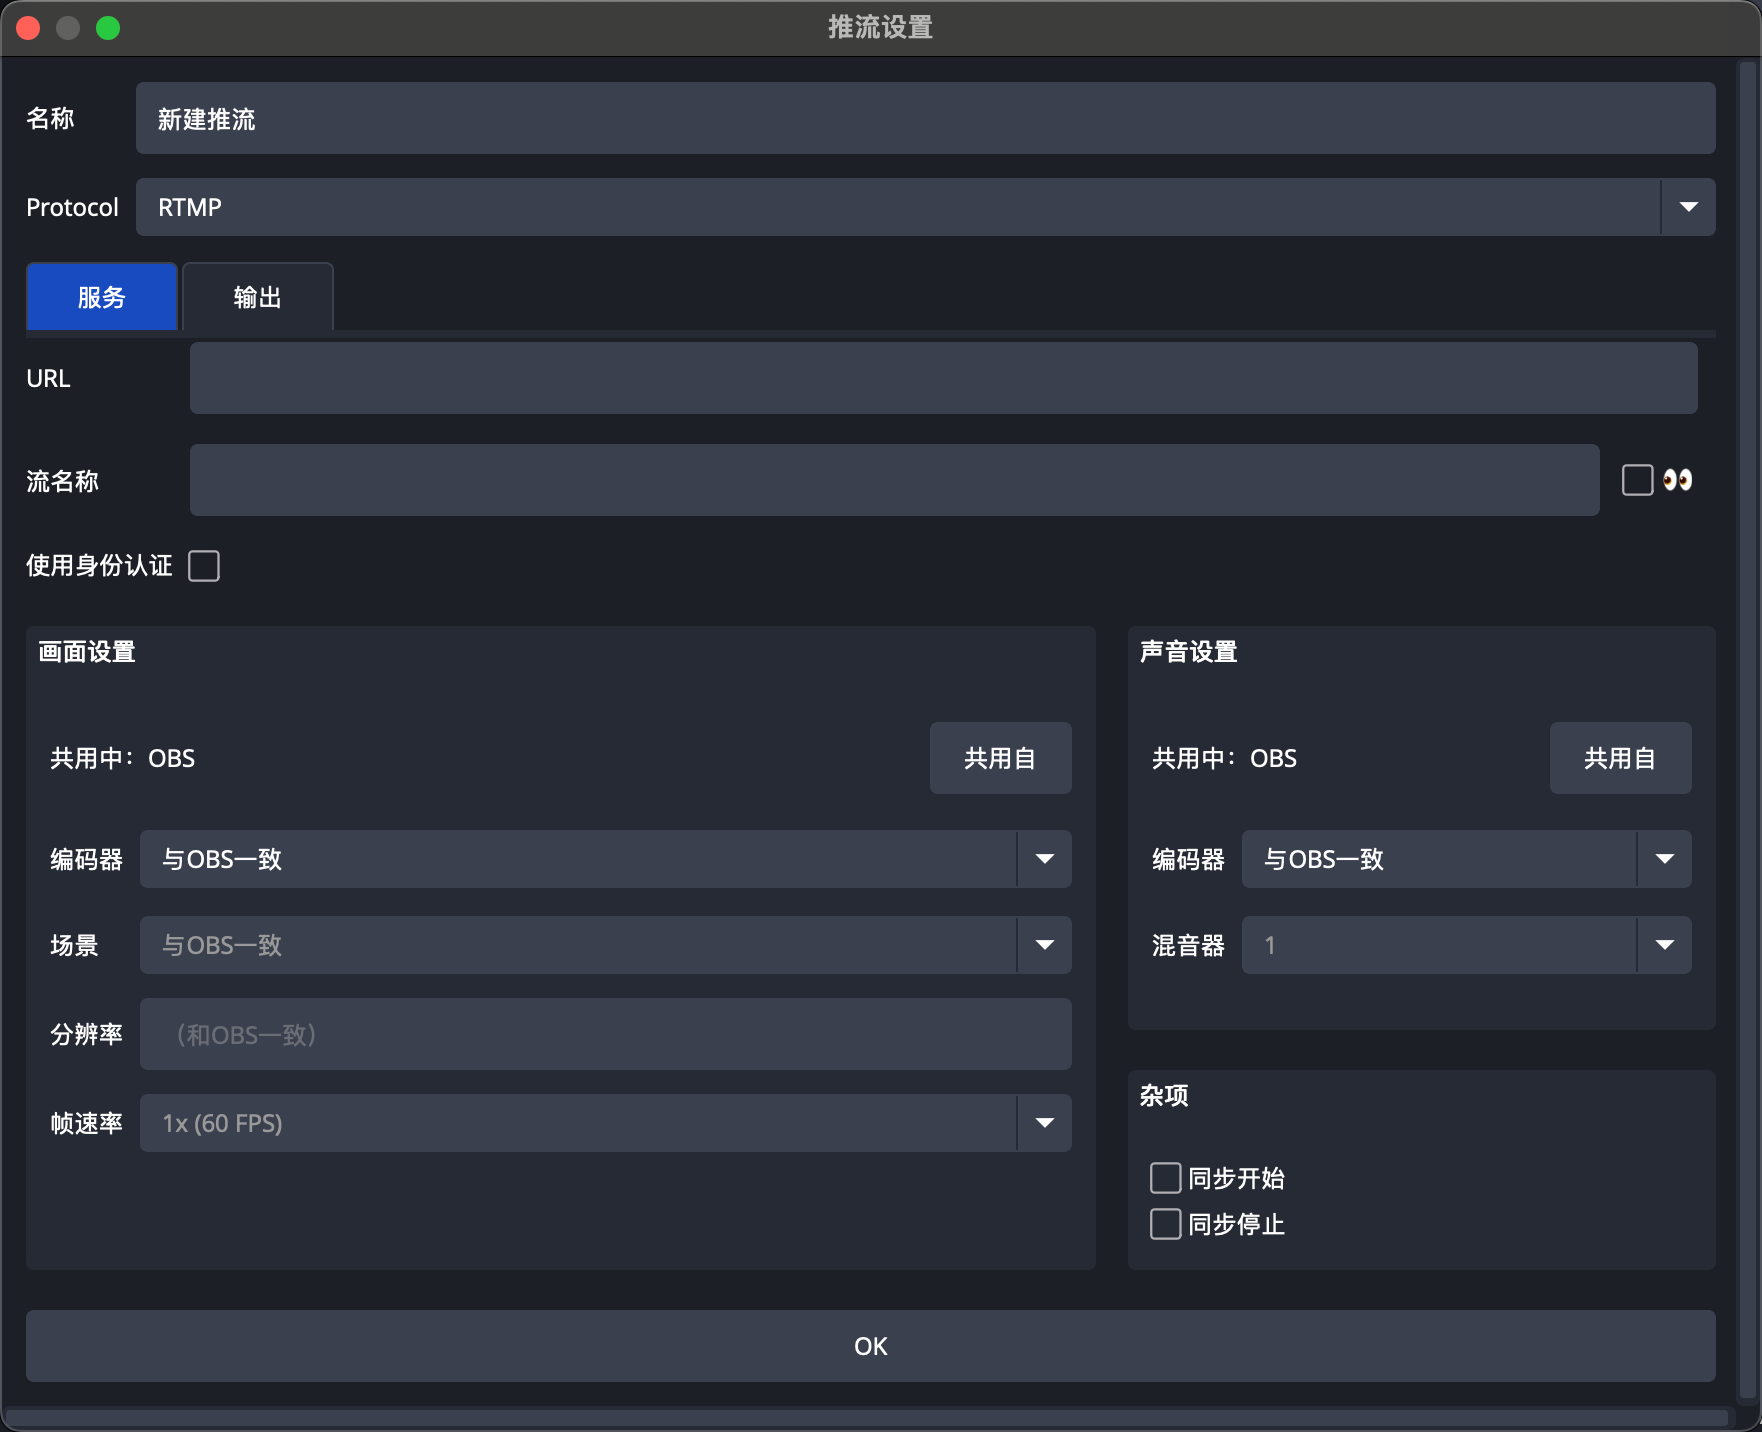 推流设置
名称
新建推流
Protocol
RTMP
服务
输出
URL
流名称
使用身份认证
画面设置
共用中：OBS
共用自
编码器
与OBS一致
场景
与OBS一致
分辨率
（和OBS一致）
帧速率
1x (60 FPS)
声音设置
共用中：OBS
共用自
编码器
与OBS一致
混音器
1
杂项
同步开始
同步停止
OK